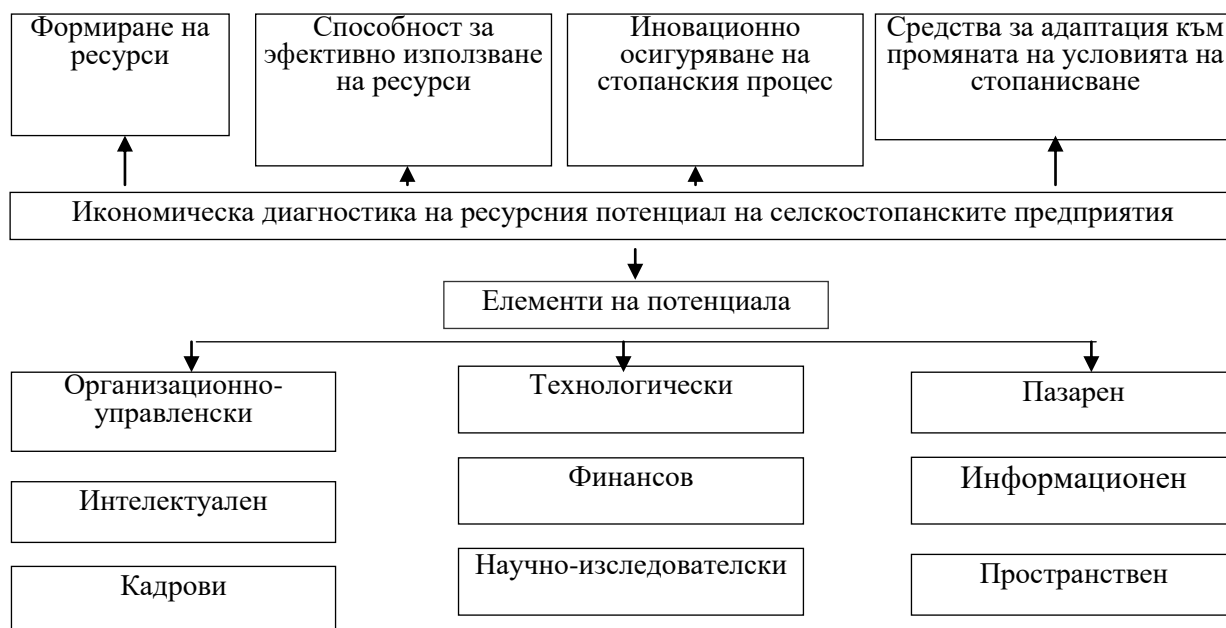 Формиране на
ресурси
Способност за
эфективно използване
на ресурси
Иновационно
осигуряване на
стопанския процес
Средства за адаптация към
промяната на условията на
стопанисване
Икономическа диагностика на ресурсния потенциал на селскостопанските предприятия
Елементи на потенциала
Организационно-
управленски
Технологически
Пазарен
Интелектуален
Финансов
Информационен
Кадрови
Научно-изследователски
Пространствен